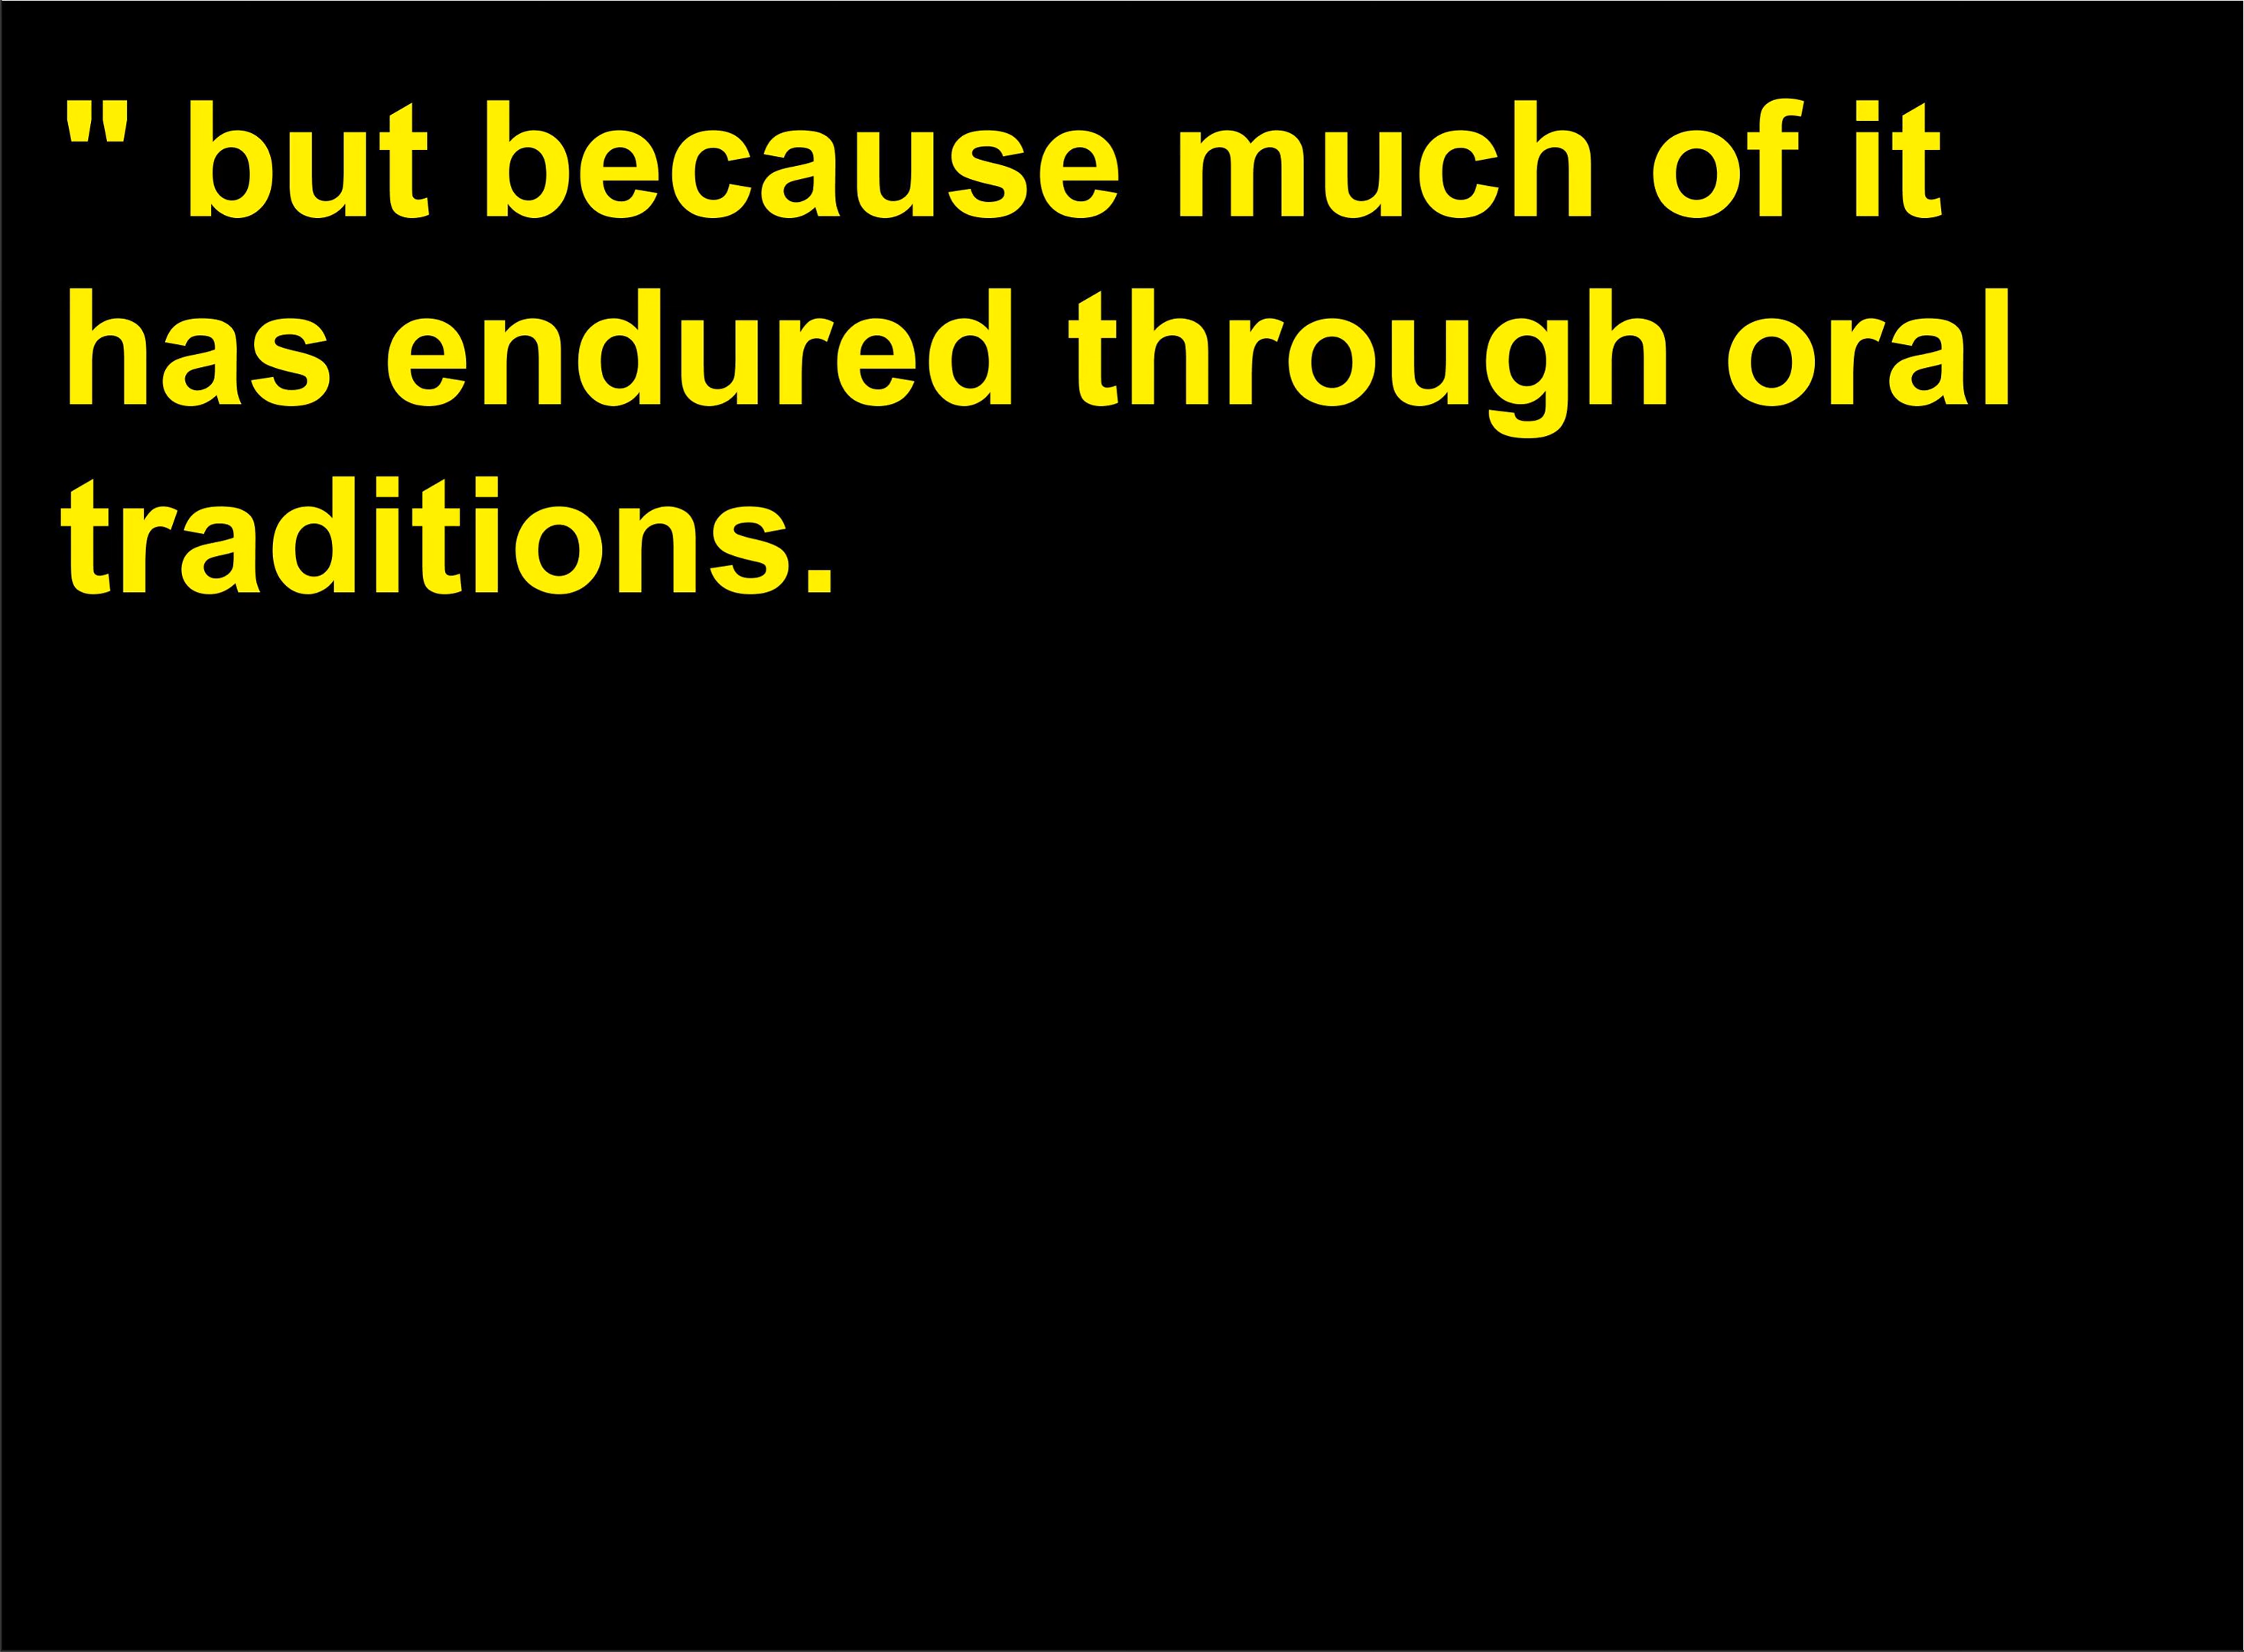 " but because much of it
has endured through oral
traditions.